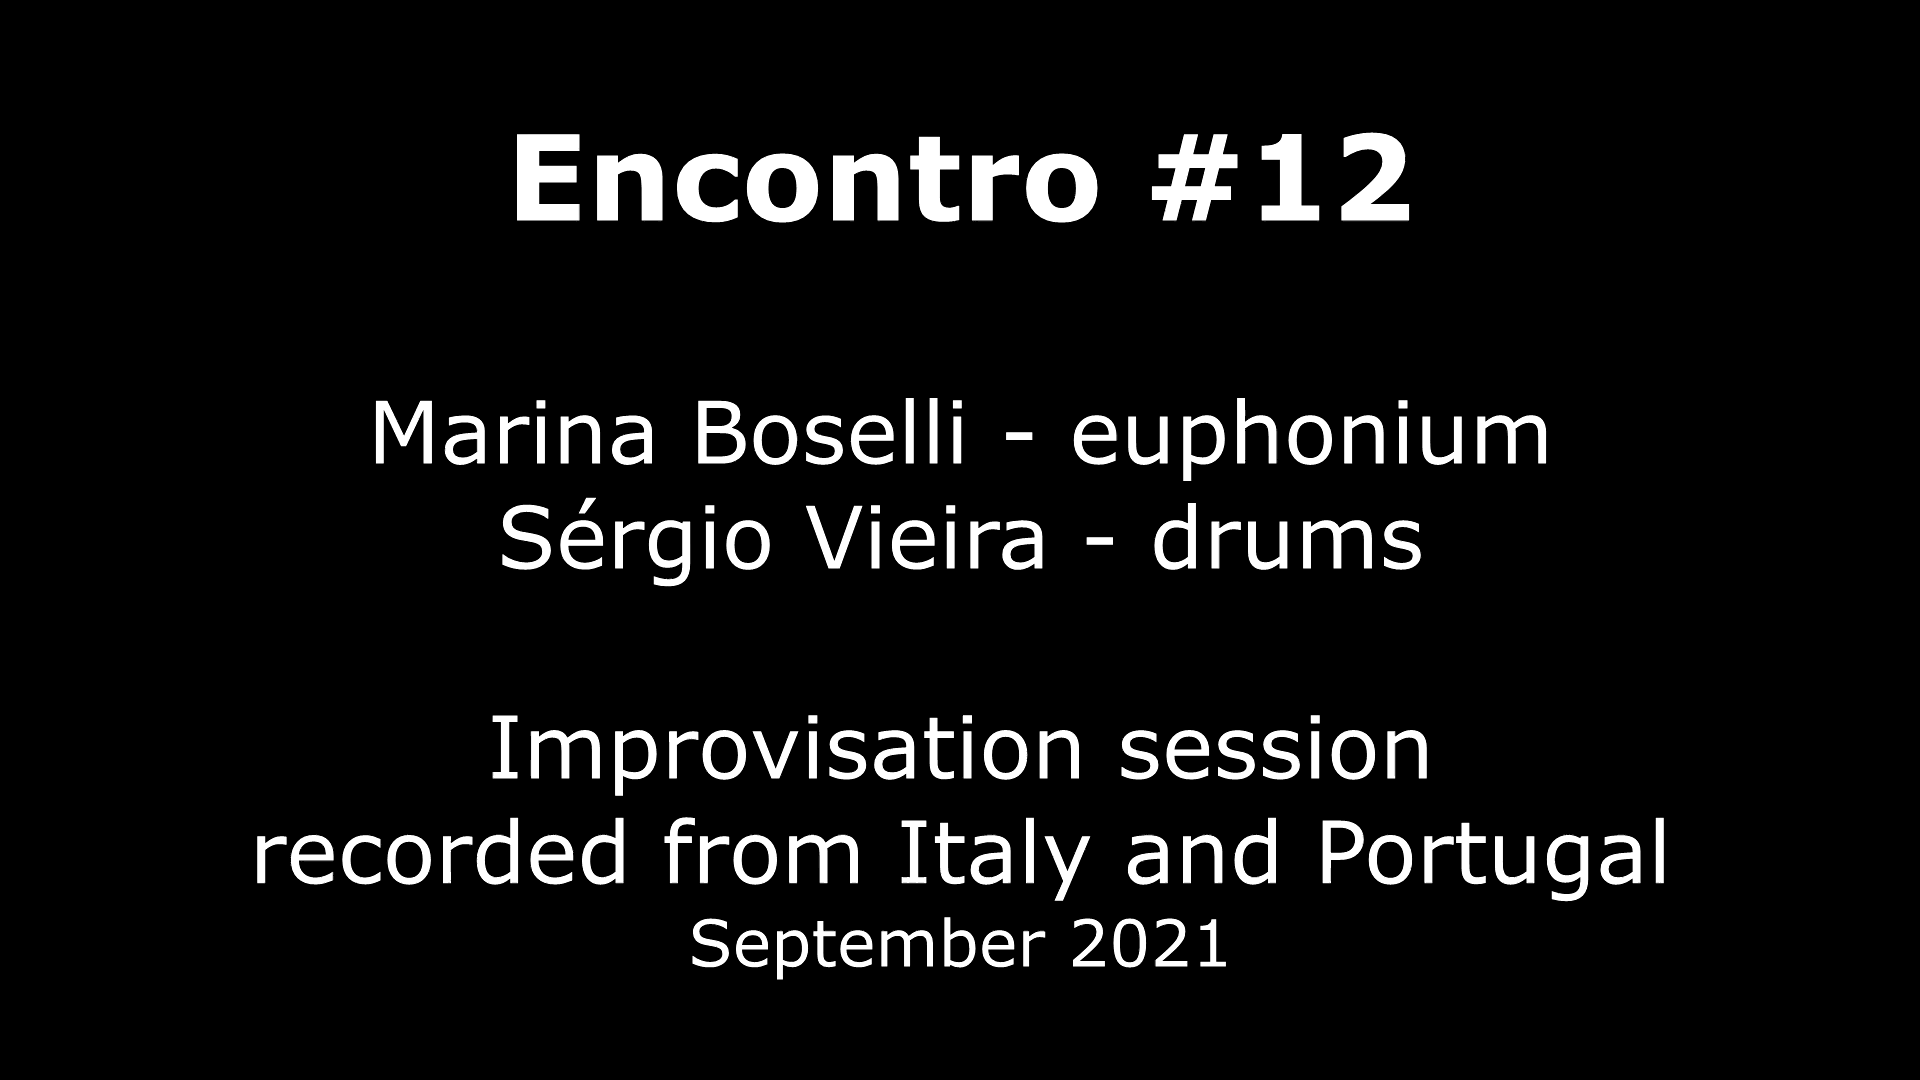 Encontro #12
Marina Boselli - euphonium
Sérgio Vieira - drums
Improvisation session
recorded from Italy and Portugal
September 2021